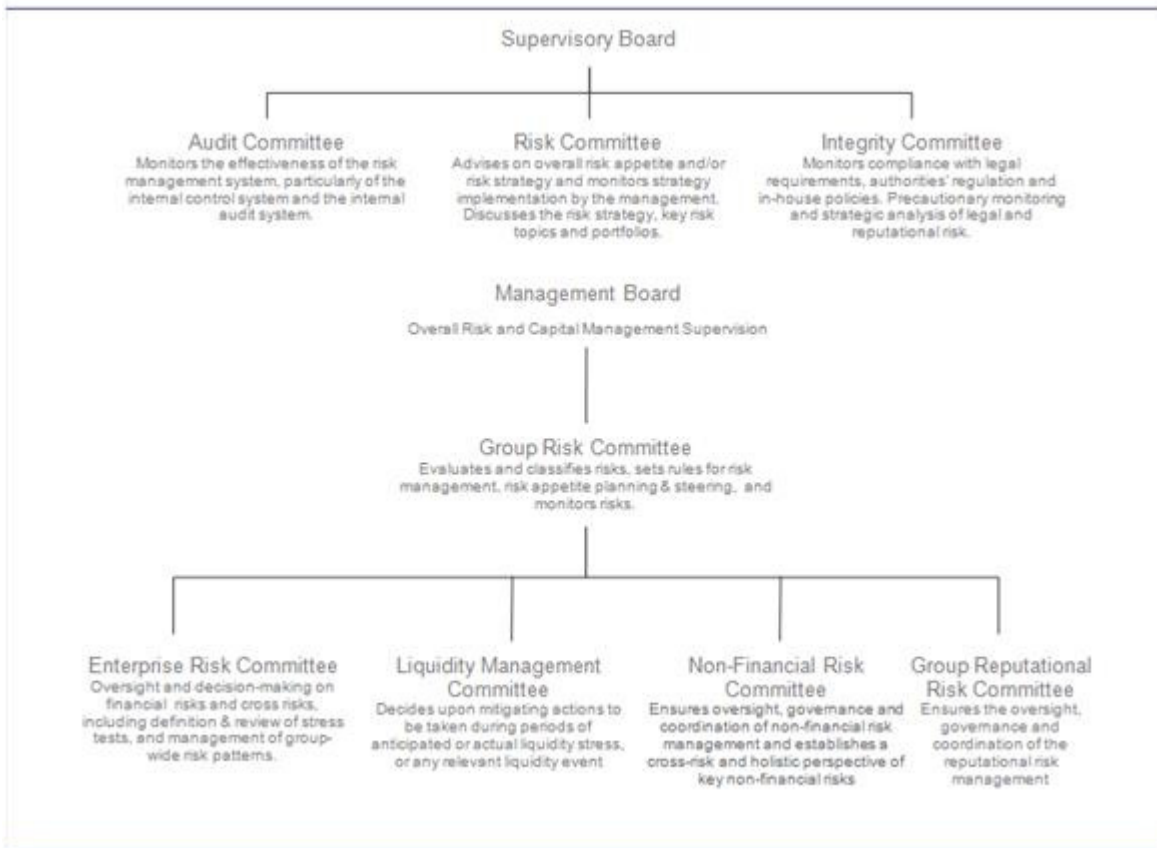 Supervisory Board
Audit Committee
Monitors the effectiveness of the risk
management system, particularly of the
internal control system and the internal
audit system.
Risk Committee
Advises on overall risk appetite and/or
risk strategy and monitors strategy
implementation by the management.
Discusses the risk strategy, key risk
topics and portfolios.
Integrity Committee
Monitors compliance with legal
requirements, authorities' regulation and
in-house policies. Precautionary monitoring
and strategic analysis of legal and
reputational risk.
Management Board
Overall Risk and Capital Management Supervision
Group Risk Committee
Evaluates and classifies risks, sets rules for risk
management, risk appetite planning & steering, and
monitors risks.
Enterprise Risk Committee
Oversight and decision-making on
financial risks and cross risks,
including definition & review of stress
tests, and management of group-
wide risk patterns.
Liquidity Management
Committee
Decides upon mitigating actions to
be taken during periods of
anticipated or actual liquidity stress,
or any relevant liquidity event
Non-Financial Risk
Committee
Ensures oversight, governance and
coordination of non-financial risk
management and establishes a
cross-risk and holistic perspective of
key non-financial risks
Group Reputational
Risk Committee
Ensures the oversight,
governance and
coordination of the
reputational risk
management